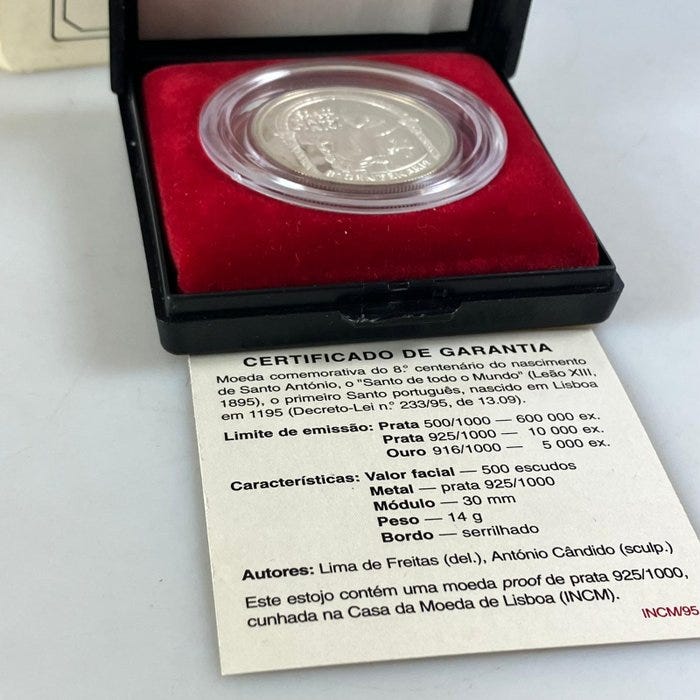 8.º CENTENÁRIO
CERTIFICADO DE GARANTIA
Moeda comemorativa do 8.º centenário do nascimento
de Santo António, o "Santo de todo o Mundo" (Leão XIII,
1895), o primeiro Santo português, nascido em Lisboa
em 1195 (Decreto-Lei n.º 233/95, de 13.09).
Limite de emissão: Prata 500/1000 — 600 000 ex.
Prata 925/1000 — 10 000 ex.
Ouro 916/1000 — 5 000 ex.
Características: Valor facial — 500 escudos
Metal — prata 925/1000
Módulo — 30 mm
Peso — 14 g
Bordo — serrilhado
Autores: Lima de Freitas (del.), António Cândido (sculp.)
Este estojo contém uma moeda proof de prata 925/1000,
cunhada na Casa da Moeda de Lisboa (INCM).
INCM/95